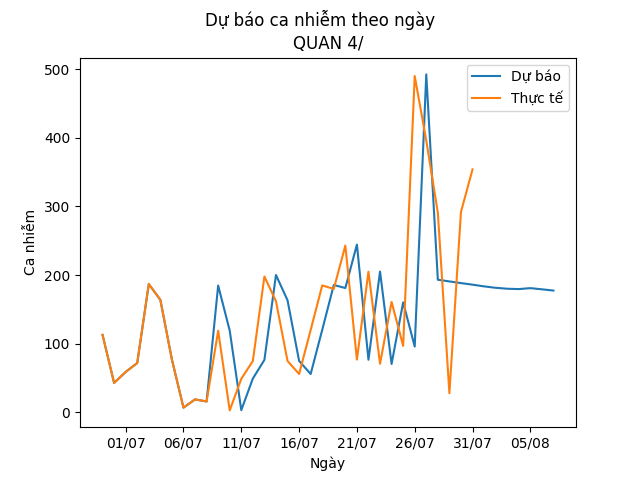 Dự báo ca nhiễm theo ngày
QUAN 4/
Dự báo
Thực tế
Ca nhiễm
500
400
300
200
100
0
01/07 06/07 11/07 16/07 21/07 26/07 31/07 05/08
Ngày